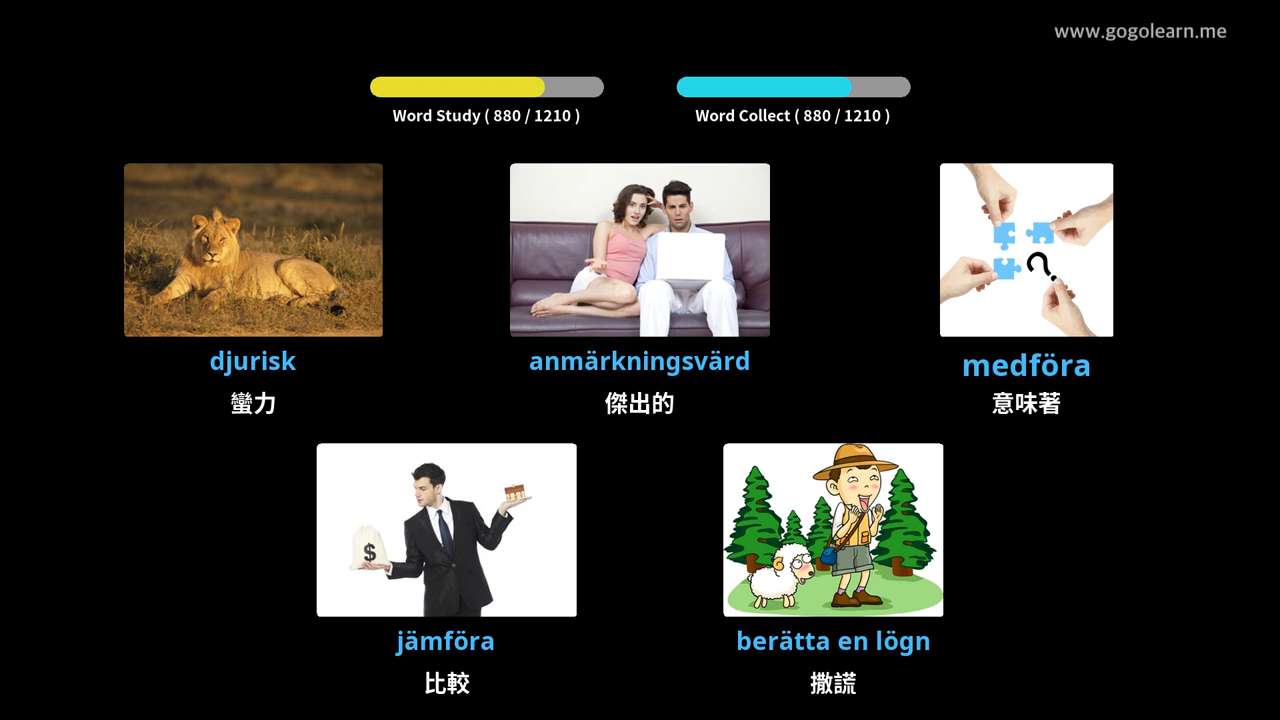 www.gogolearn.me
Word Study ( 880 / 1210 )
Word Collect ( 880 / 1210 )
djurisk
蠻力
anmärkningsvärd
傑出的
medföra
意味著
$
jämföra
比較
berätta en lögn
撒謊